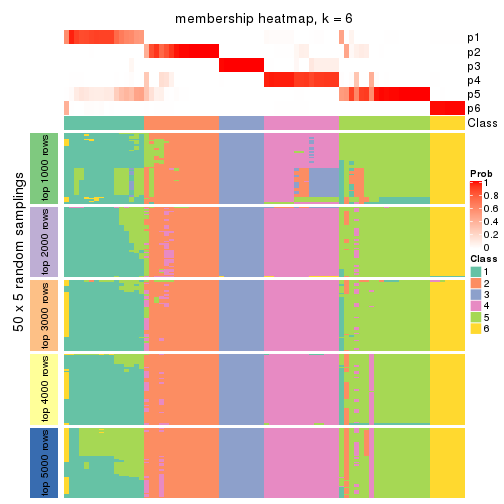 membership heatmap, k = 6
p1
p2
p3
p4
p5
p6
Class
50 x 5 random samplings
top 1000 rows
top 2000 rows
top 3000 rows
top 4000 rows
top 5000 rows
Prob
1
0.8
0.6
0.4
0.2
0
Class
1
2
3
4
5
6